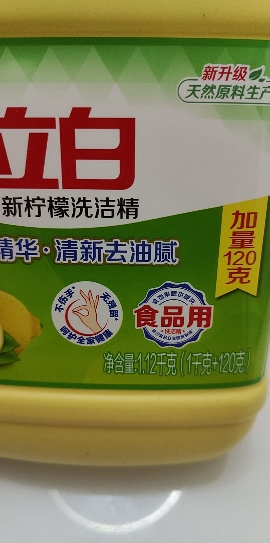 新升级
天然原料生产
立白
新柠檬洗洁精
精华·清新去油腻
加量120克
不伤手 无残留
呵护全家健康
食品用
洗洁精
净含量:1.12千克(1千克+120克)